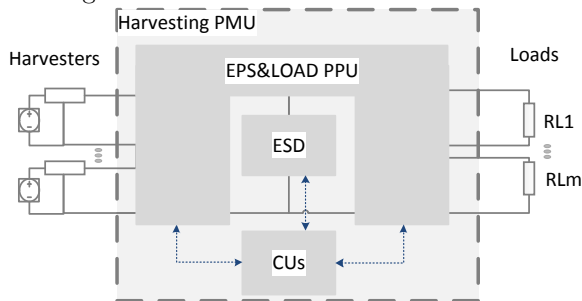 Harvesting PMU
Harvesters
EPS&LOAD PPU
Loads
ESD
RL1
RLm
CUs